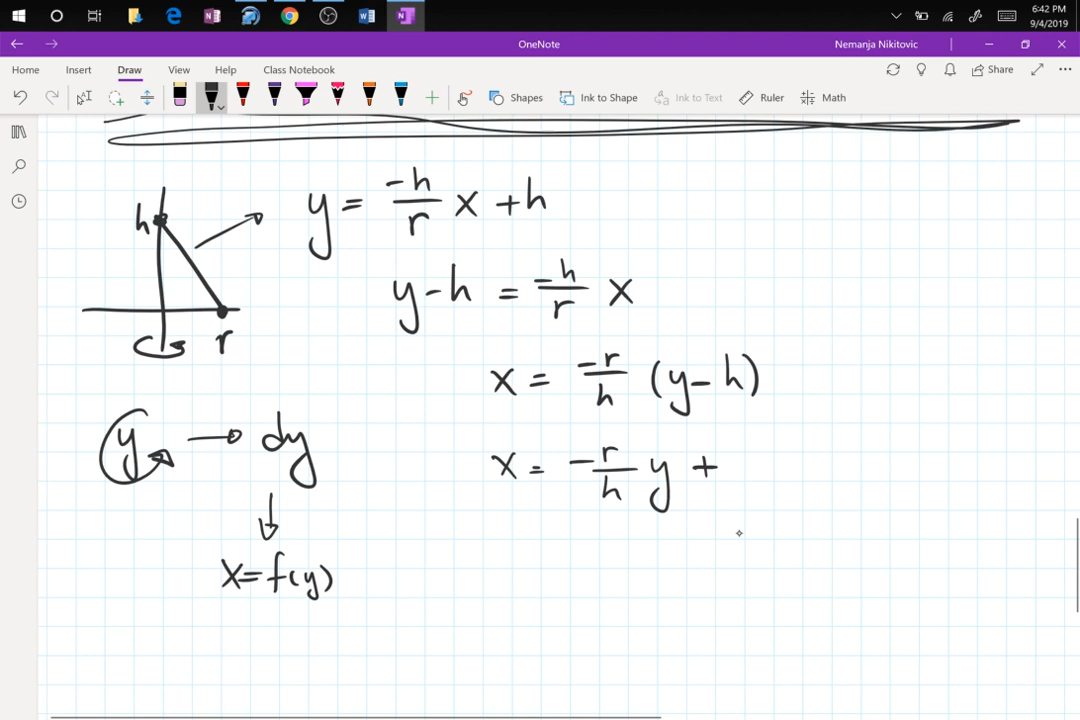 6:42 PM
9/4/2019
OneNote
Nemanja Nikitovic
Home Insert Draw View Help Class Notebook
Share
Shapes Ink to Shape Ink to Text Ruler Math
h
r
y = -h/r x + h
y - h = -h/r x
x = -r/h (y - h)
y → dy
x = -r/h y +
↓
x = f(y)